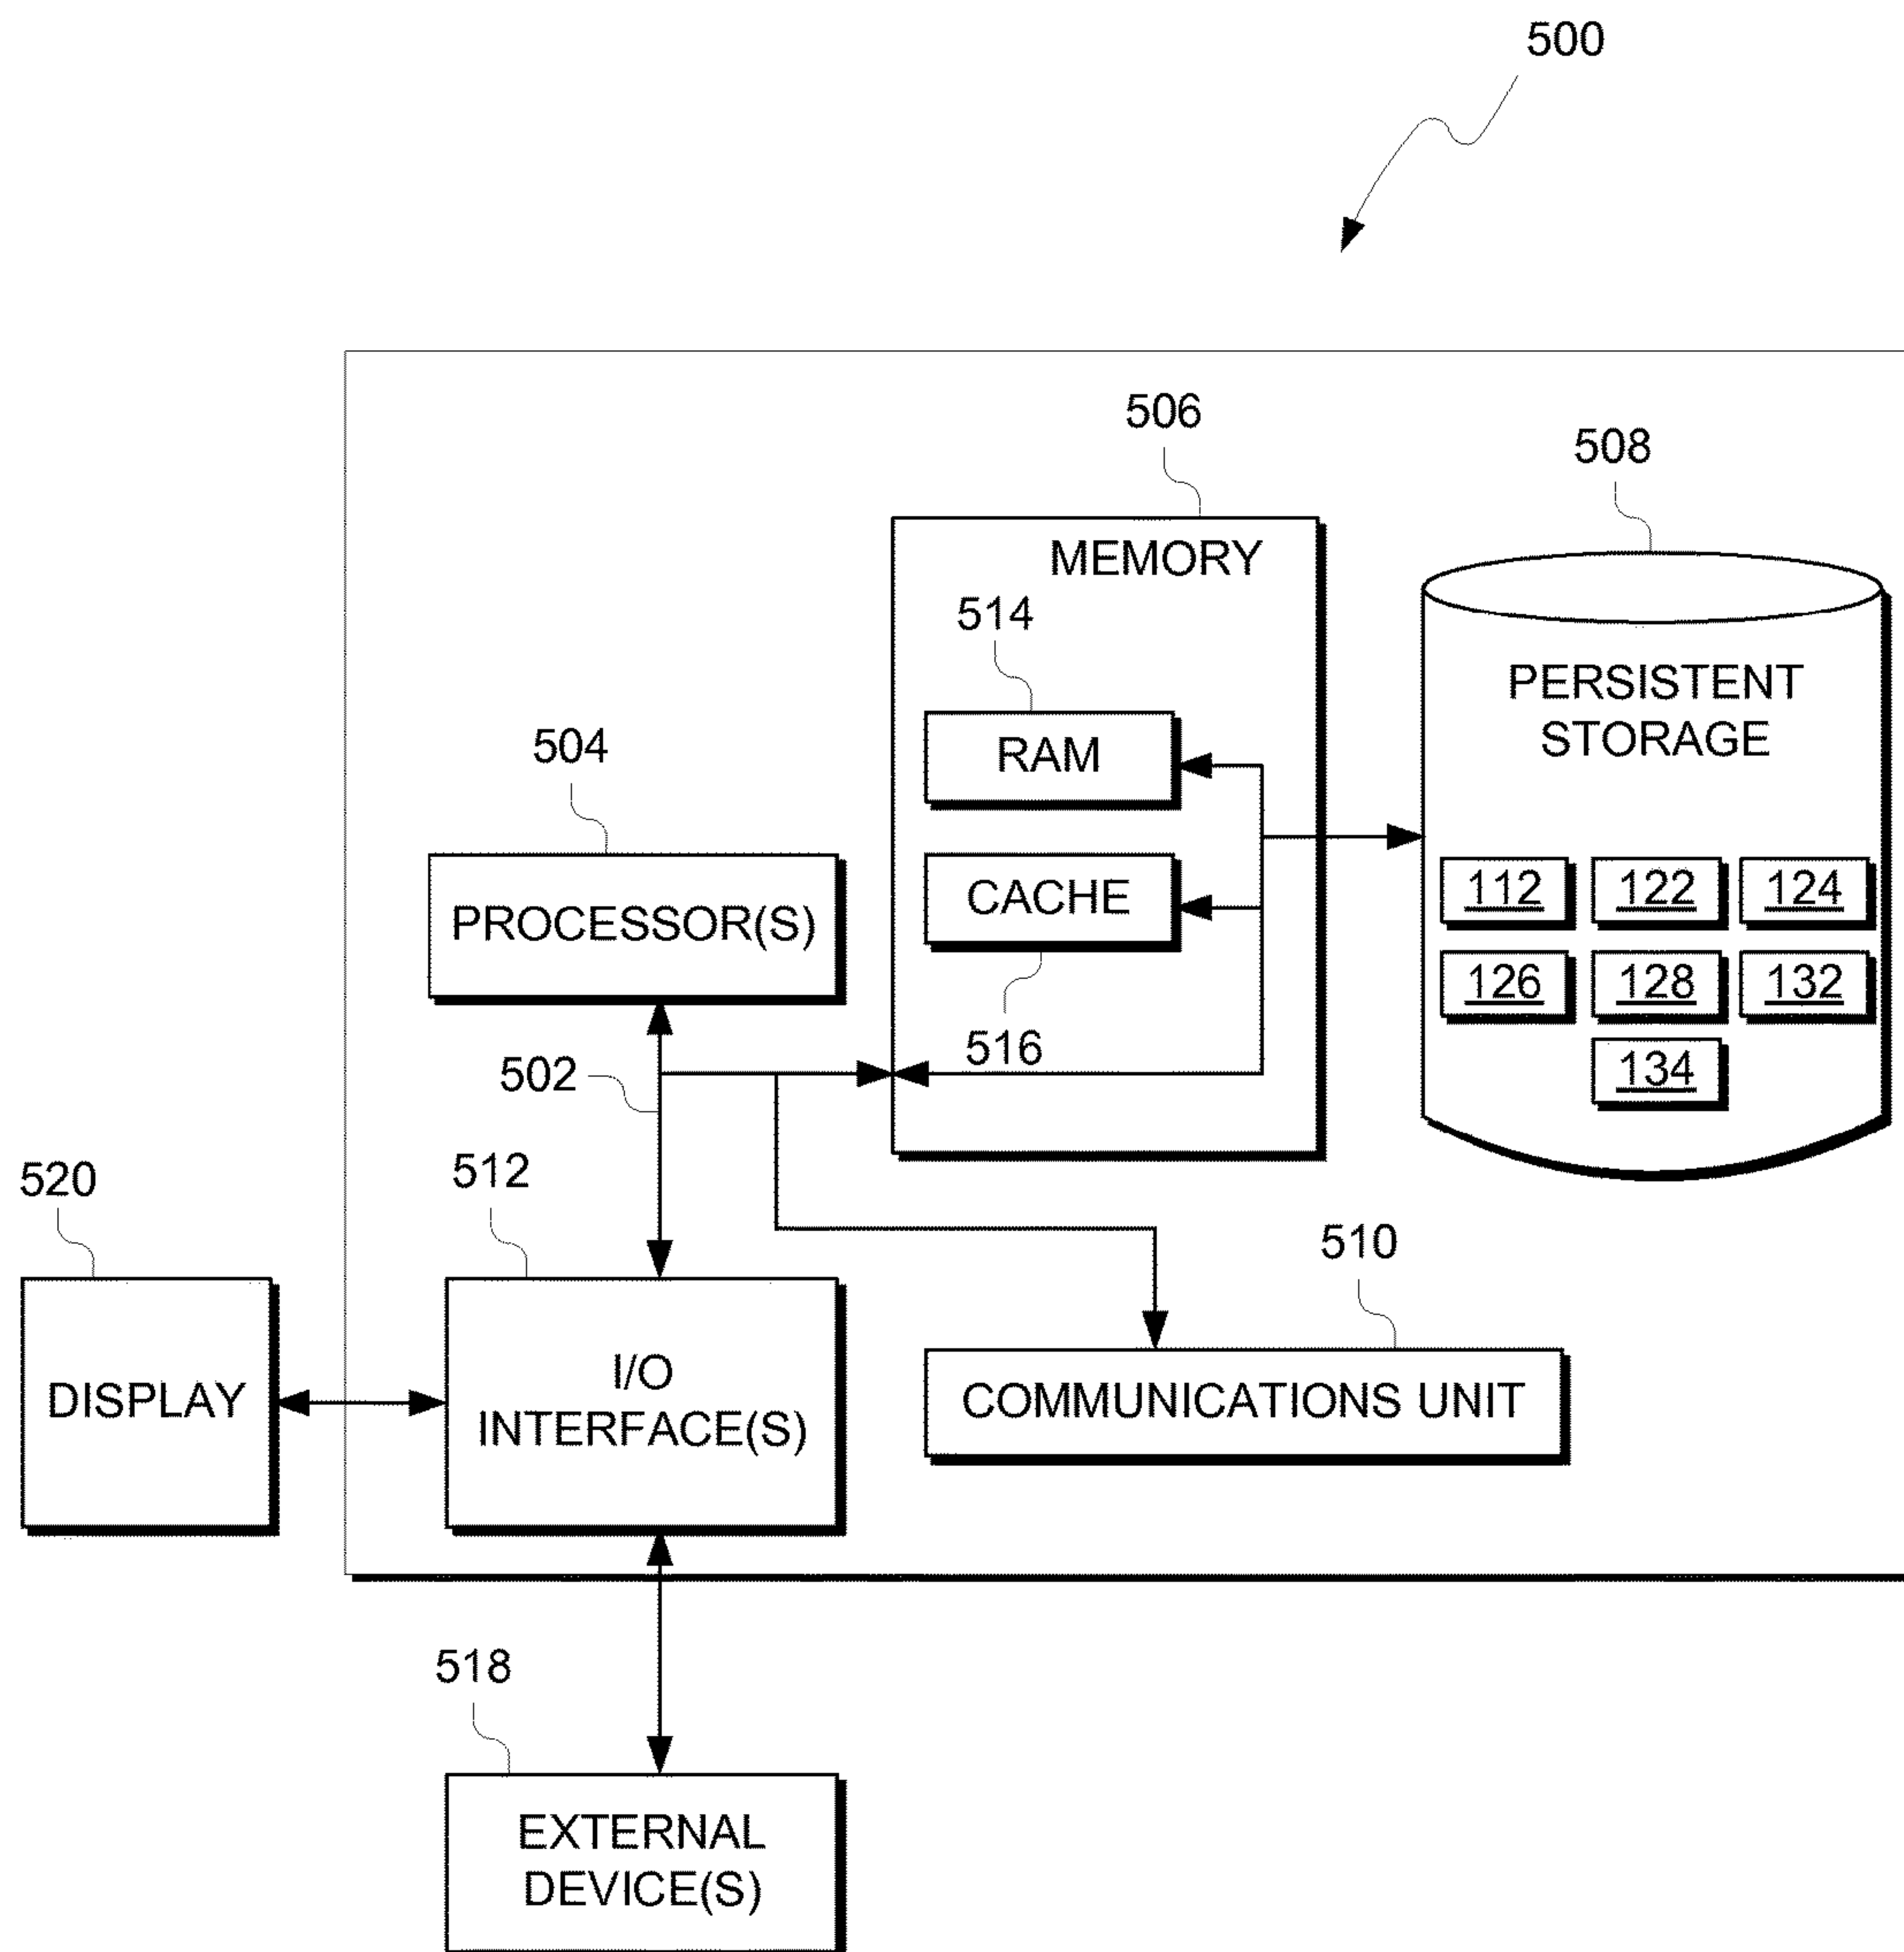 500
506
508
MEMORY
514
PERSISTENT
STORAGE
RAM
504
CACHE
112
122
124
PROCESSOR(S)
126
128
132
516
502
134
520
512
510
I/O
INTERFACE(S)
DISPLAY
COMMUNICATIONS UNIT
518
EXTERNAL
DEVICE(S)